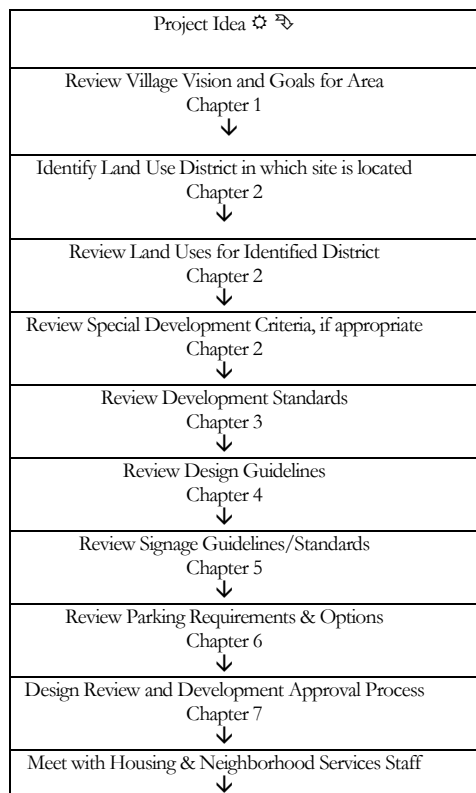 Project Idea ☼ ⮷
Review Village Vision and Goals for Area
Chapter 1
↓
Identify Land Use District in which site is located
Chapter 2
↓
Review Land Uses for Identified District
Chapter 2
↓
Review Special Development Criteria, if appropriate
Chapter 2
↓
Review Development Standards
Chapter 3
↓
Review Design Guidelines
Chapter 4
↓
Review Signage Guidelines/Standards
Chapter 5
↓
Review Parking Requirements & Options
Chapter 6
↓
Design Review and Development Approval Process
Chapter 7
↓
Meet with Housing & Neighborhood Services Staff
↓